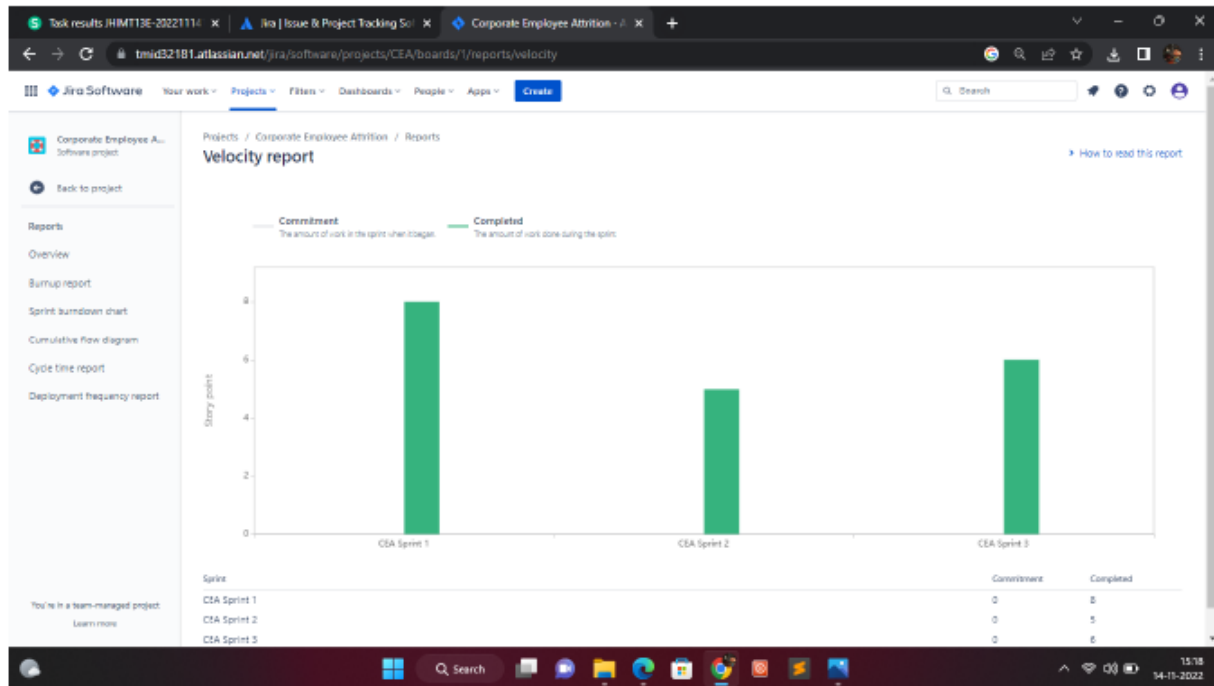 Task results JHIMT13E-2022111
Jira | Issue & Project Tracking Sof
Corporate Employee Attrition - A
tmid32181.atlassian.net/jira/software/projects/CEA/boards/1/reports/velocity
Jira Software Your work Projects Filters Dashboards People Apps Create Search
Corporate Employee A...
Software project
Back to project
Reports
Overview
Burnup report
Sprint burndown chart
Cumulative flow diagram
Cycle time report
Deployment frequency report
You're in a team-managed project
Learn more
Projects / Corporate Employee Attrition / Reports
Velocity report
How to read this report
Commitment
The amount of work in the sprint when it began.
Completed
The amount of work done during the sprint.
Story point
8
6
4
2
0
CEA Sprint 1 CEA Sprint 2 CEA Sprint 3
Sprint Commitment Completed
CEA Sprint 1 0 8
CEA Sprint 2 0 5
CEA Sprint 3 0 6
Search
15:18
14-11-2022